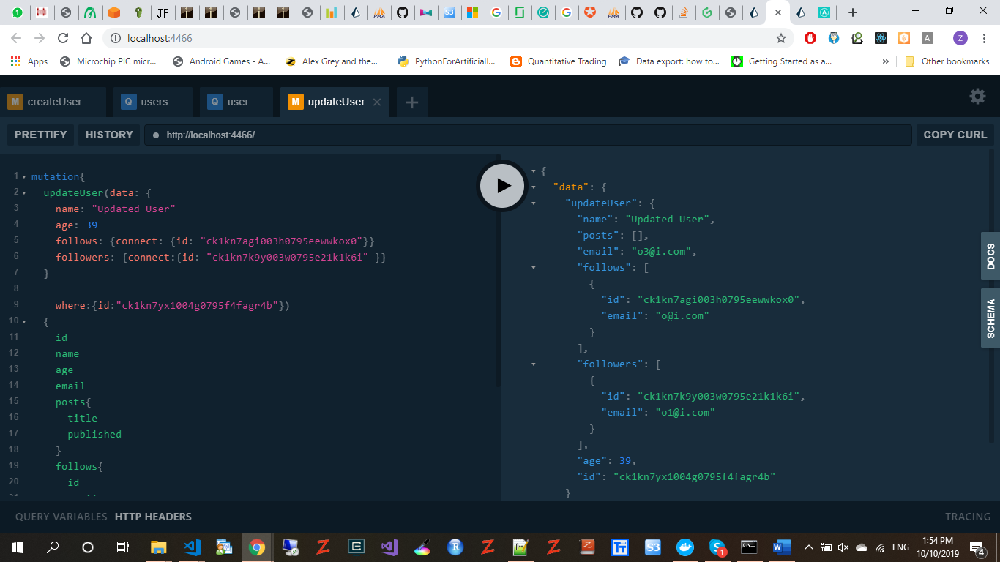 JF
localhost:4466
Z
Apps
Microchip PIC micr...
Android Games - A...
Alex Grey and the...
PythonForArtificiall...
Quantitative Trading
Data export: how to...
Getting Started as a...
»
Other bookmarks
M createUser
Q users
Q user
M updateUser
PRETTIFY
HISTORY
http://localhost:4466/
COPY CURL
1 mutation{
2 updateUser(data: {
3 name: "Updated User"
4 age: 39
5 follows: {connect: {id: "ck1kn7agi003h0795eewwkox0"}}
6 followers: {connect:{id: "ck1kn7k9y003w0795e21k1k6i" }}
7 }
8
9 where:{id:"ck1kn7yx1004g0795f4fagr4b"})
10 {
11 id
12 name
13 age
14 email
15 posts{
16 title
17 published
18 }
19 follows{
20 id
{
"data": {
"updateUser": {
"name": "Updated User",
"posts": [],
"email": "o3@i.com",
"follows": [
{
"id": "ck1kn7agi003h0795eewwkox0",
"email": "o@i.com"
}
],
"followers": [
{
"id": "ck1kn7k9y003w0795e21k1k6i",
"email": "o1@i.com"
}
],
"age": 39,
"id": "ck1kn7yx1004g0795f4fagr4b"
}
DOCS
SCHEMA
QUERY VARIABLES
HTTP HEADERS
TRACING
ENG
1:54 PM
10/10/2019
4